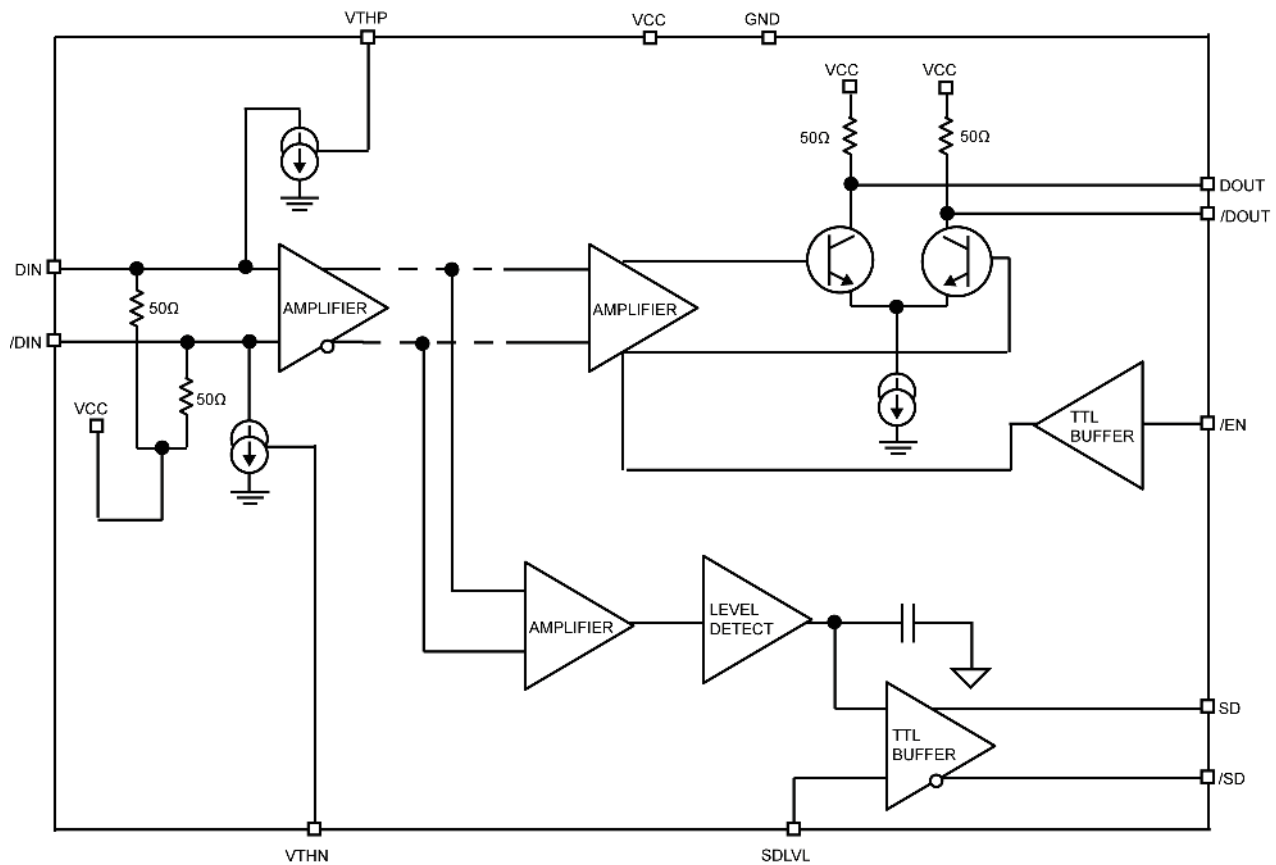 VTHP
VCC
GND
VCC
VCC
50Ω
50Ω
DOUT
/DOUT
DIN
AMPLIFIER
50Ω
AMPLIFIER
/DIN
50Ω
VCC
TTL
BUFFER
/EN
LEVEL
DETECT
AMPLIFIER
SD
TTL
BUFFER
/SD
VTHN
SDLVL